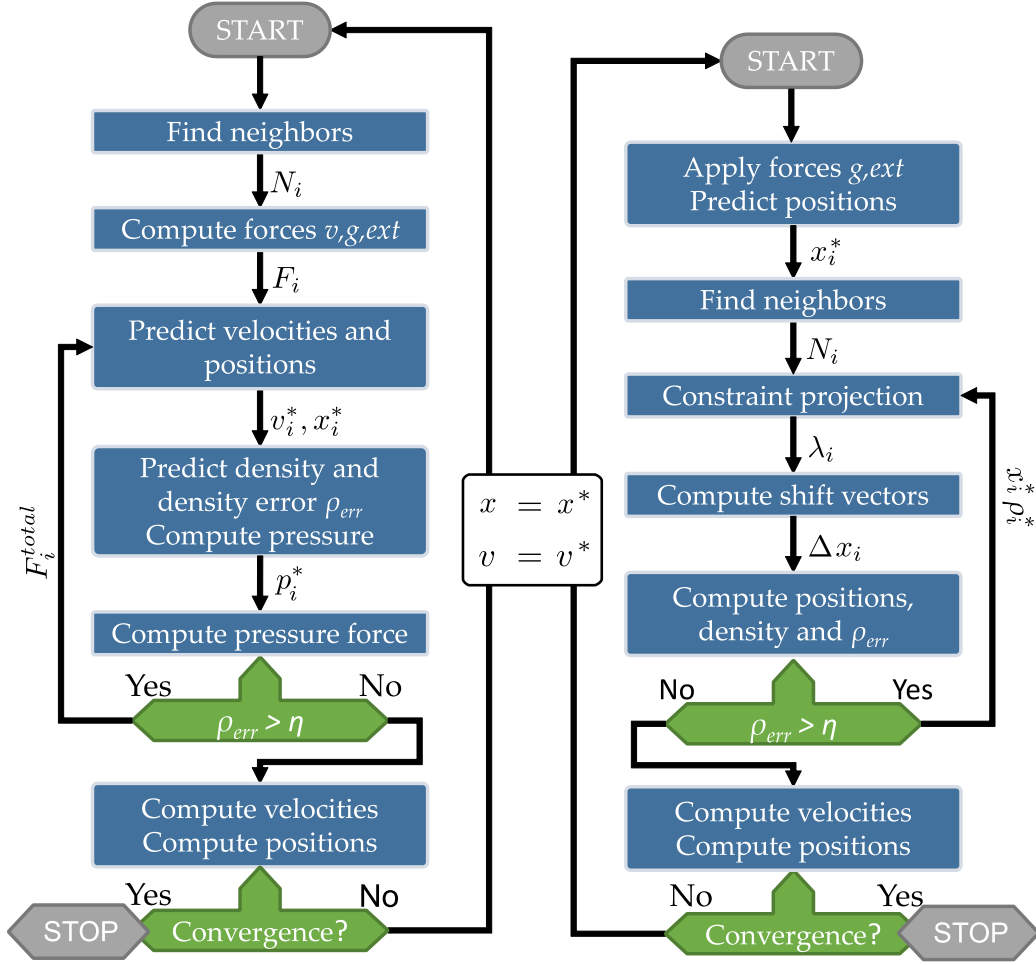 START
Find neighbors
N_i
Compute forces v,g,ext
F_i
Predict velocities and
positions
v_i^*, x_i^*
Predict density and
density error ρ_err
Compute pressure
p_i^*
Compute pressure force
F_i^total
Yes
No
ρ_err > η
Compute velocities
Compute positions
Yes
No
STOP
Convergence?
x = x^*
v = v^*
START
Apply forces g,ext
Predict positions
x_i^*
Find neighbors
N_i
Constraint projection
λ_i
Compute shift vectors
Δx_i
Compute positions,
density and ρ_err
x_i^* ρ_i^*
No
Yes
ρ_err > η
Compute velocities
Compute positions
No
Yes
Convergence?
STOP